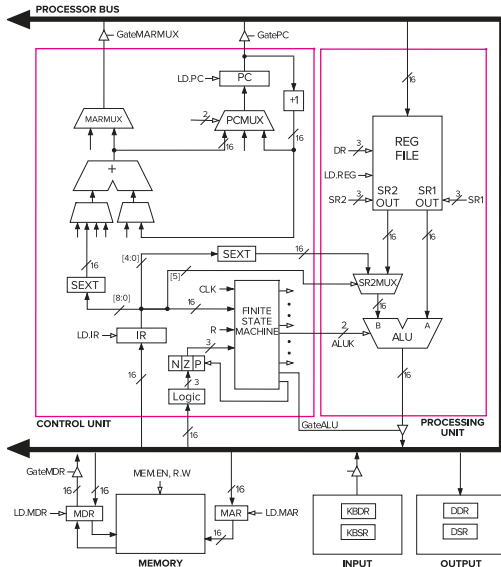 PROCESSOR BUS
GateMARMUX
GatePC
LD.PC
PC
+1
16
MARMUX
2
PCMUX
16
16
REG
FILE
DR
3
LD.REG
SR2
3
SR2
OUT
SR1
OUT
3
SR1
+
16
[4:0]
SEXT
16
16
SEXT
[5]
SR2MUX
[8:0]
16
CLK
16
FINITE
STATE
MACHINE
B
A
LD.IR
IR
R
2
ALUK
ALU
3
N Z P
16
3
Logic
16
16
CONTROL UNIT
GateALU
PROCESSING
UNIT
GateMDR
MEM.EN, R.W
16
16
16
LD.MDR
MDR
MAR
LD.MAR
16
KBDR
KBSR
DDR
DSR
MEMORY
INPUT
OUTPUT